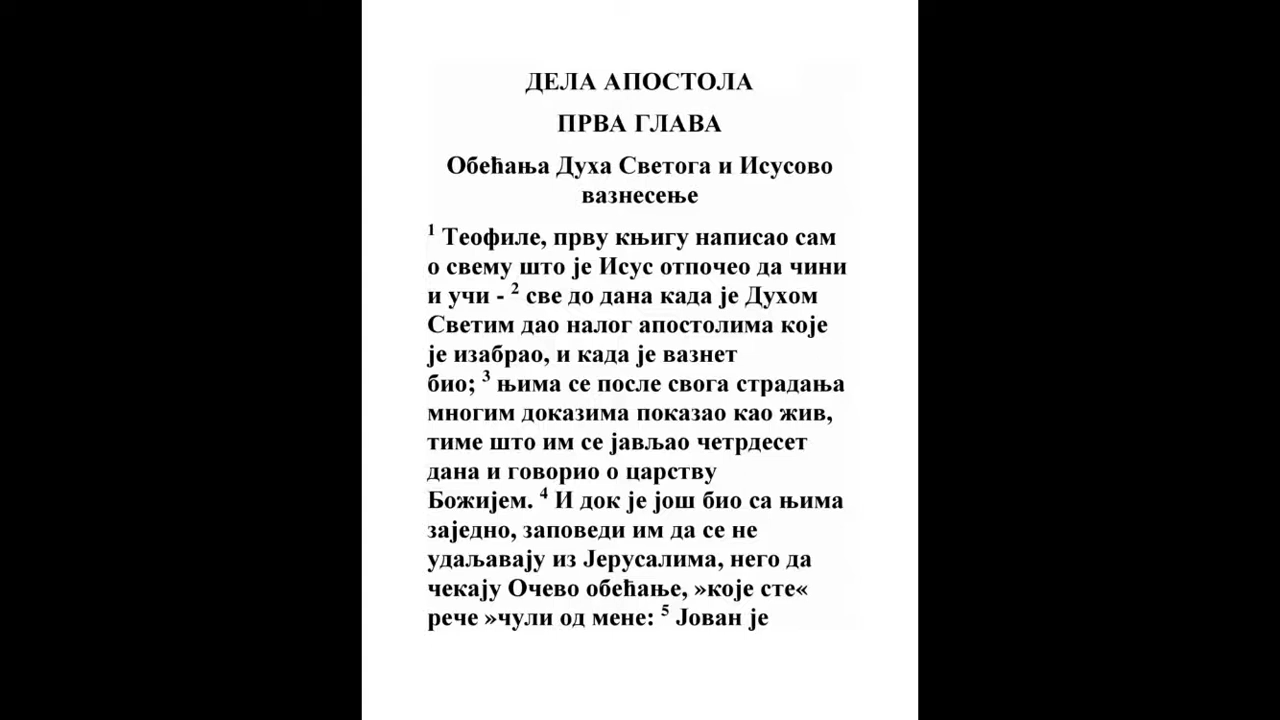 ДЕЛА АПОСТОЛА
ПРВА ГЛАВА
Обећања Духа Светога и Исусово
вазнесење
1 Теофиле, прву књигу написао сам
о свему што је Исус отпочео да чини
и учи - 2 све до дана када је Духом
Светим дао налог апостолима које
је изабрао, и када је вазнет
био; 3 њима се после свога страдања
многим доказима показао као жив,
тиме што им се јављао четрдесет
дана и говорио о царству
Божијем. 4 И док је још био са њима
заједно, заповеди им да се не
удаљавају из Јерусалима, него да
чекају Очево обећање, »које сте«
рече »чули од мене: 5 Јован је